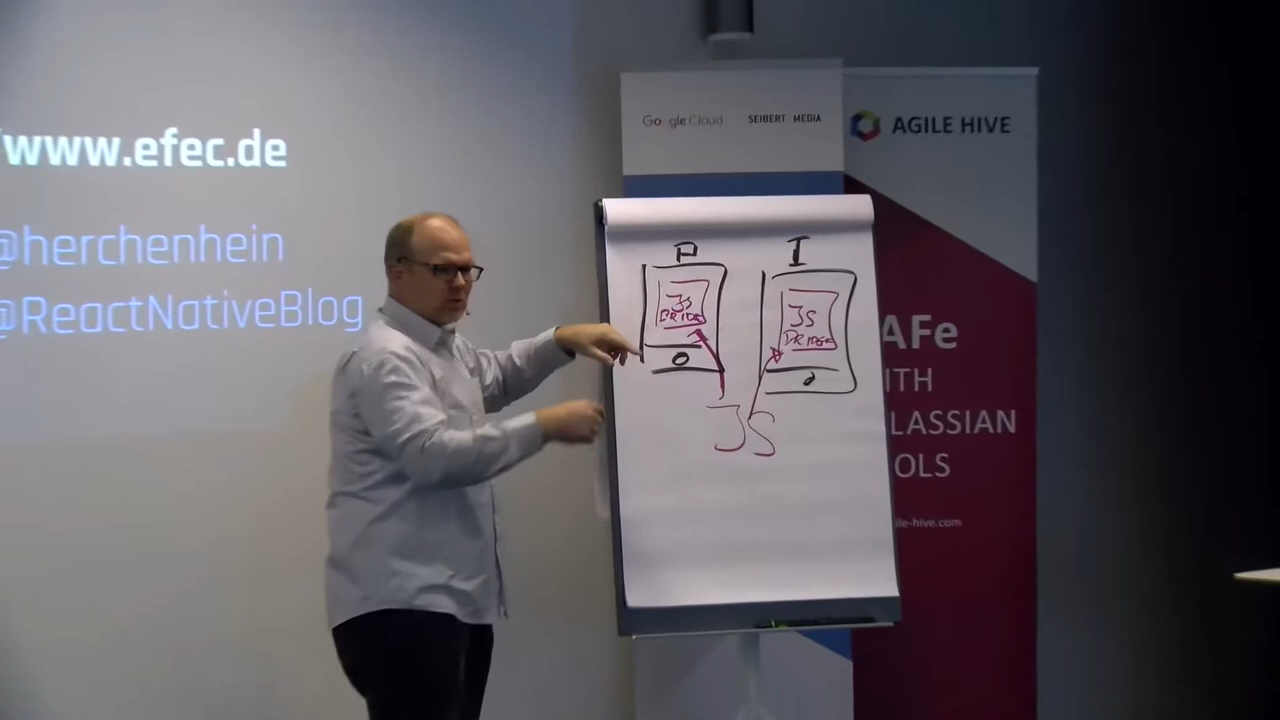 www.efec.de
@herchenhein
@ReactNativeBlog
Google Cloud
SEIBERT MEDIA
AGILE HIVE
A
I
JS
BRIDGE
JS
BRIDGE
JS
AFe
ITH
LASSIAN
OLS
ile-hive.com